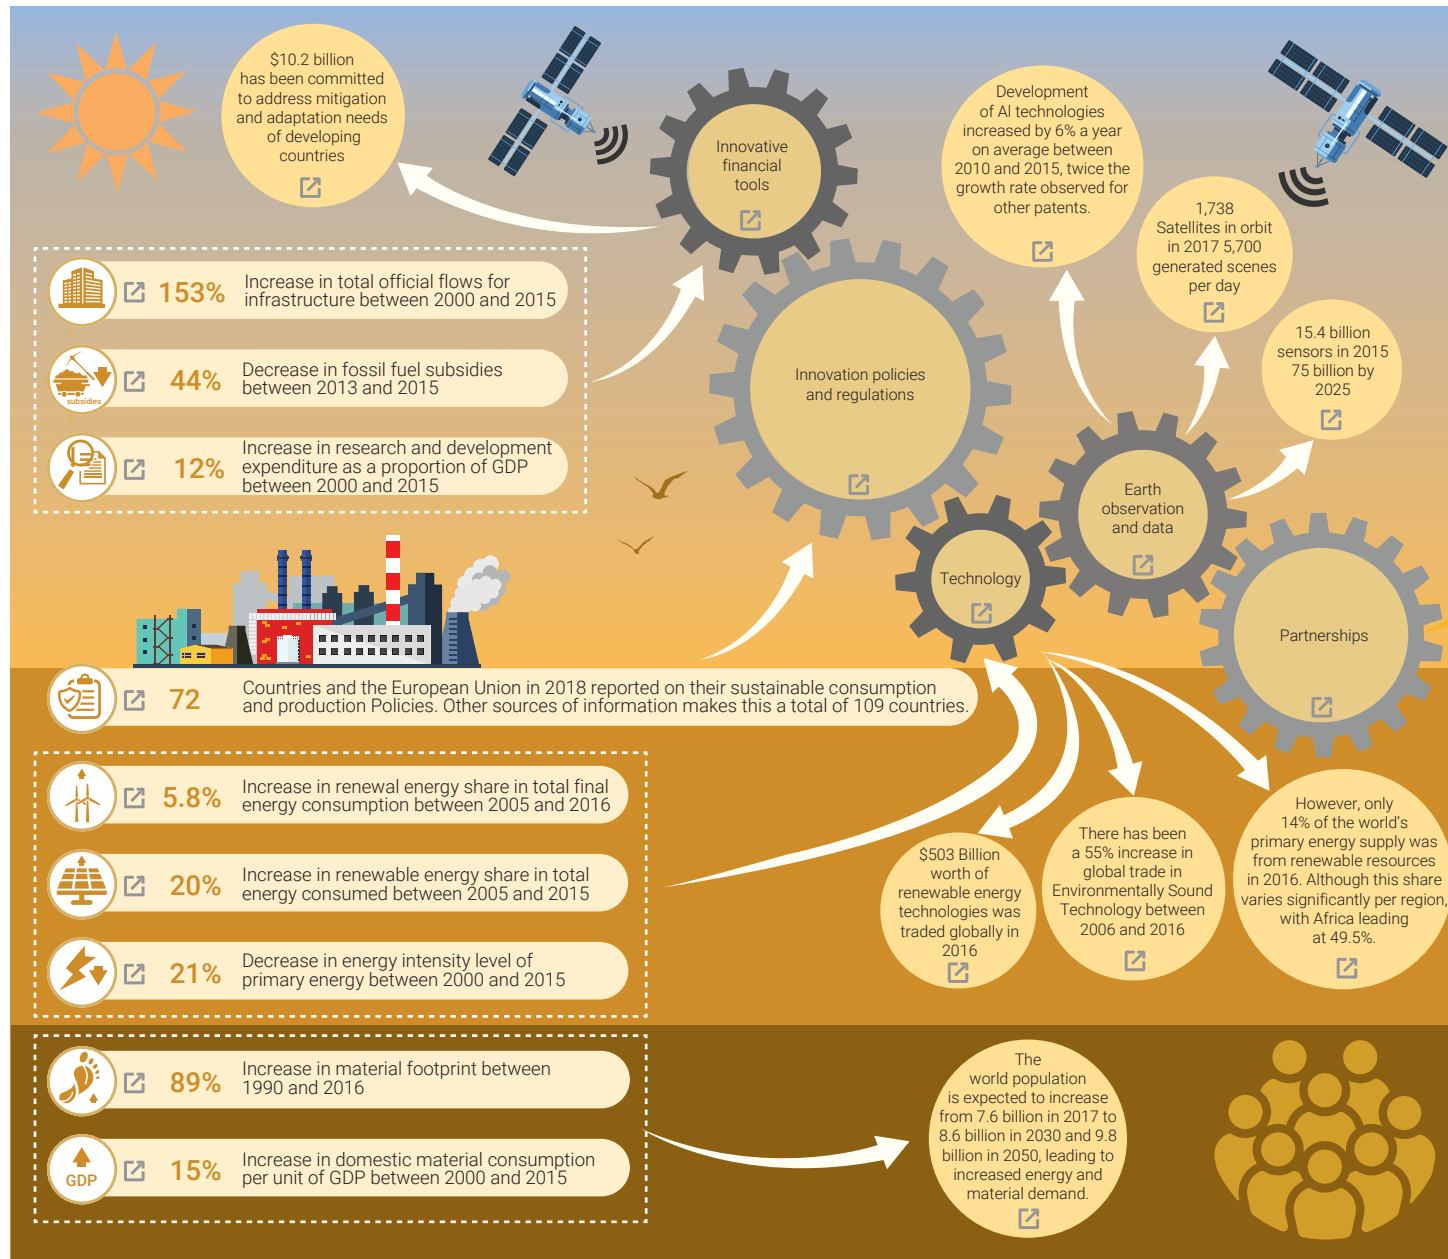 $10.2 billion
has been committed
to address mitigation
and adaptation needs
of developing
countries
Innovative
financial
tools
Development
of AI technologies
increased by 6% a year
on average between
2010 and 2015, twice the
growth rate observed for
other patents.
1,738
Satellites in orbit
in 2017 5,700
generated scenes
per day
15.4 billion
sensors in 2015
75 billion by
2025
153%
Increase in total official flows for
infrastructure between 2000 and 2015
subsidies
44%
Decrease in fossil fuel subsidies
between 2013 and 2015
12%
Increase in research and development
expenditure as a proportion of GDP
between 2000 and 2015
Innovation policies
and regulations
Earth
observation
and data
Technology
Partnerships
72
Countries and the European Union in 2018 reported on their sustainable consumption
and production Policies. Other sources of information makes this a total of 109 countries.
5.8%
Increase in renewal energy share in total final
energy consumption between 2005 and 2016
20%
Increase in renewable energy share in total
energy consumed between 2005 and 2015
21%
Decrease in energy intensity level of
primary energy between 2000 and 2015
$503 Billion
worth of
renewable energy
technologies was
traded globally in
2016
There has been
a 55% increase in
global trade in
Environmentally Sound
Technology between
2006 and 2016
However, only
14% of the world's
primary energy supply was
from renewable resources
in 2016. Although this share
varies significantly per region,
with Africa leading
at 49.5%.
89%
Increase in material footprint between
1990 and 2016
GDP
15%
Increase in domestic material consumption
per unit of GDP between 2000 and 2015
The
world population
is expected to increase
from 7.6 billion in 2017 to
8.6 billion in 2030 and 9.8
billion in 2050, leading to
increased energy and
material demand.